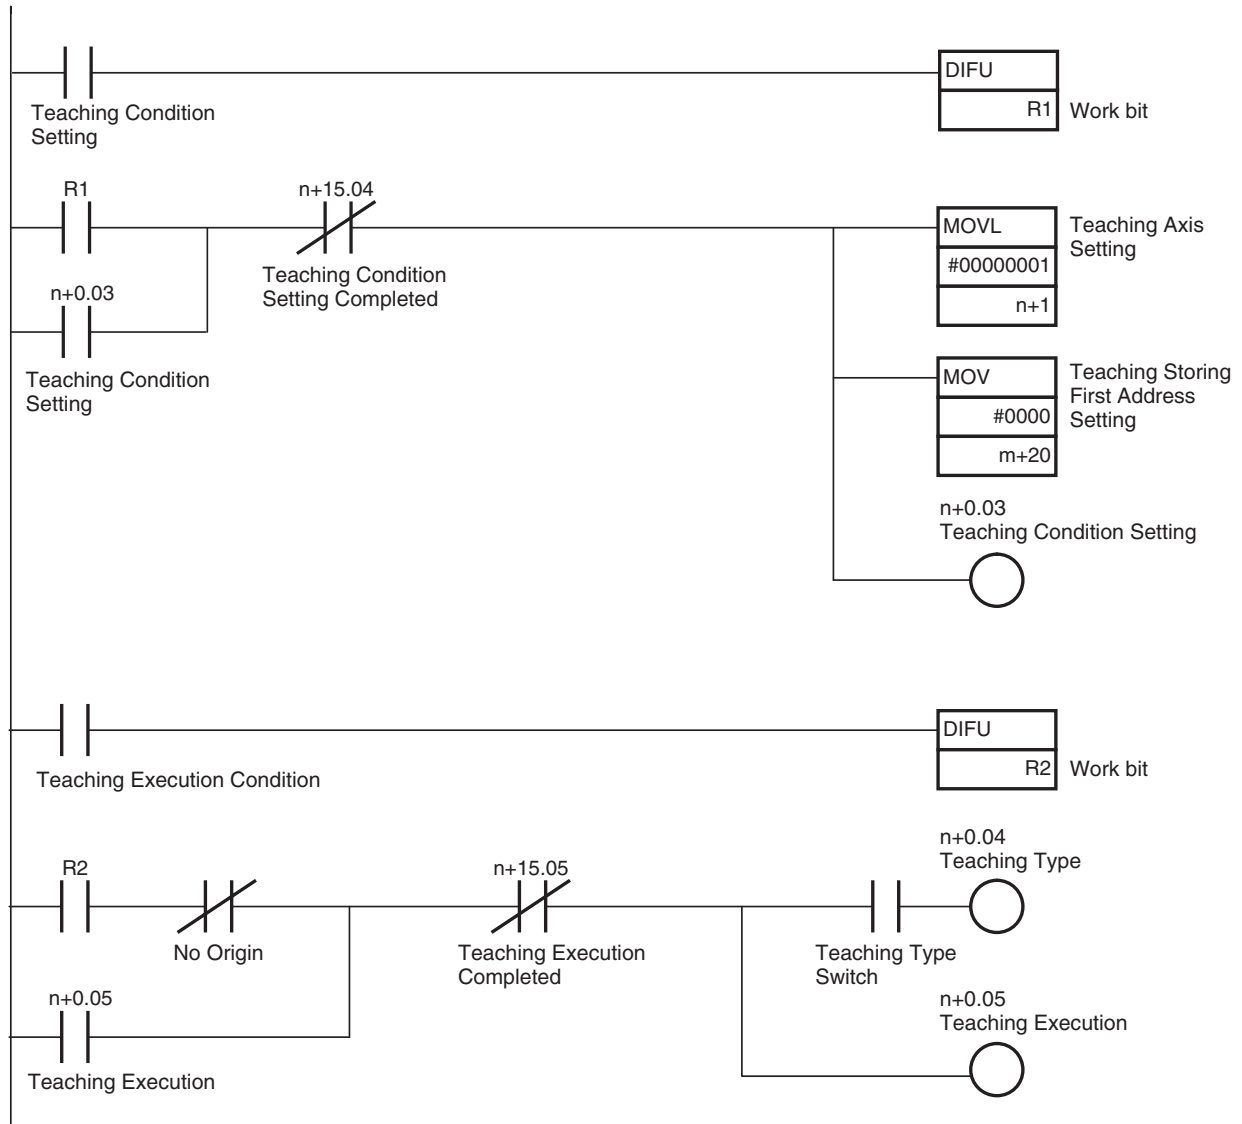 DIFU
R1
Work bit
Teaching Condition
Setting
R1
n+15.04
MOVL
#00000001
n+1
Teaching Axis
Setting
Teaching Condition
Setting Completed
n+0.03
Teaching Condition
Setting
MOV
#0000
m+20
Teaching Storing
First Address
Setting
n+0.03
Teaching Condition Setting
DIFU
R2
Work bit
Teaching Execution Condition
R2
No Origin
n+15.05
Teaching Execution
Completed
Teaching Type
Switch
n+0.04
Teaching Type
n+0.05
Teaching Execution
n+0.05
Teaching Execution